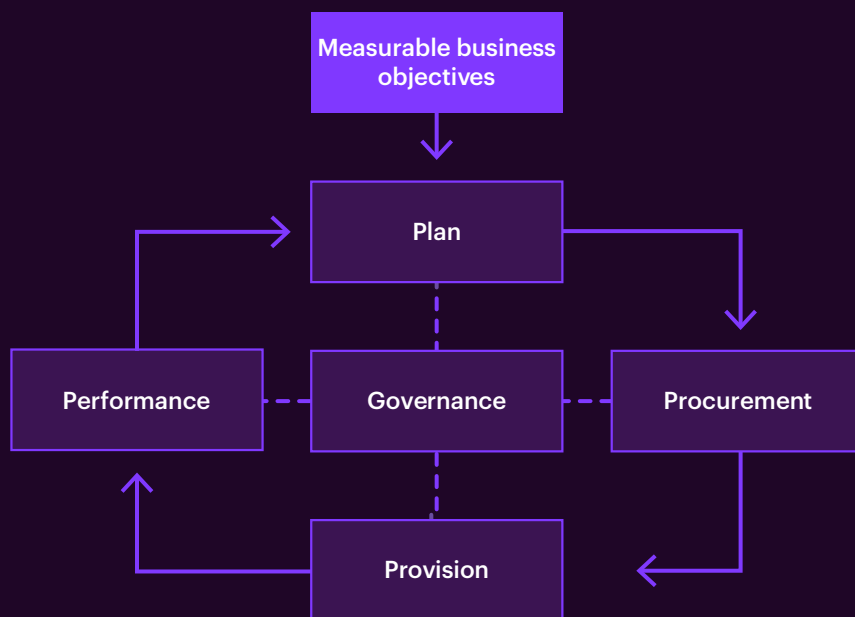 Measurable business
objectives
Plan
Performance
Governance
Procurement
Provision